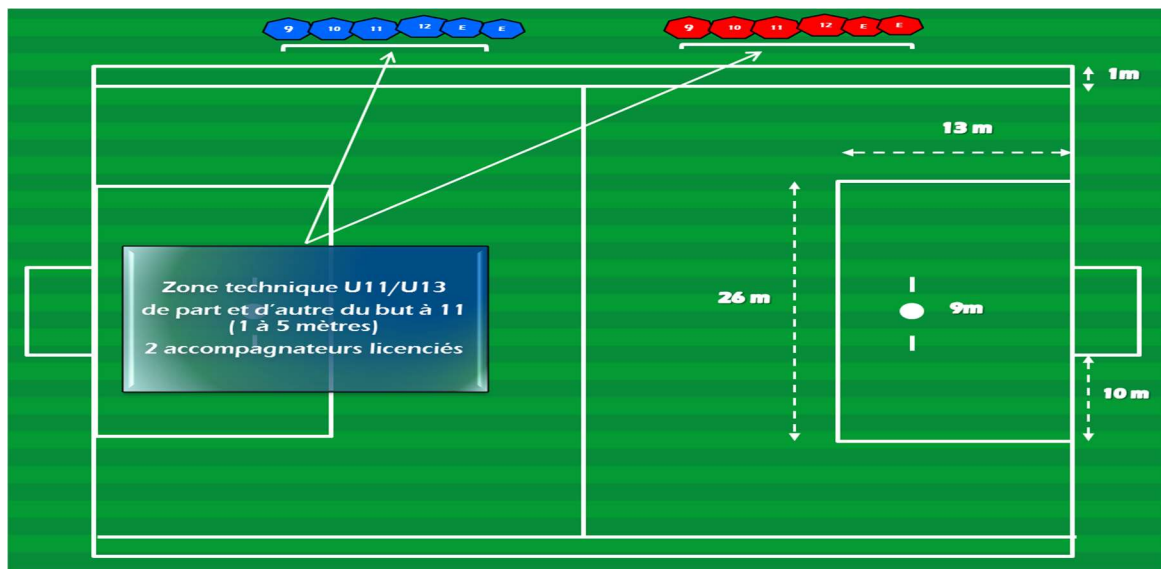 9 10 11 12 E E
9 10 11 12 E E
1m
13 m
Zone technique U11/U13
de part et d´autre du but à 11
(1 à 5 mètres)
2 accompagnateurs licenciés
26 m
9m
10 m